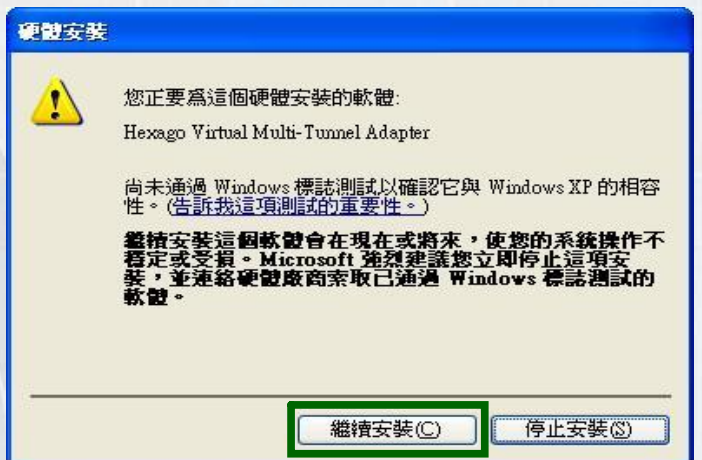 硬體安裝
您正要爲這個硬體安裝的軟體:
Hexago Virtual Multi-Tunnel Adapter
尚未通過 Windows 標誌測試以確認它與 Windows XP 的相容
性。(告訴我這項測試的重要性。)
繼續安裝這個軟體會在現在或將來，使您的系統操作不
穩定或受損。Microsoft 強烈建議您立即停止這項安
裝，並連絡硬體廠商索取已通過 Windows 標誌測試的
軟體。
繼續安裝(C) 停止安裝(S)